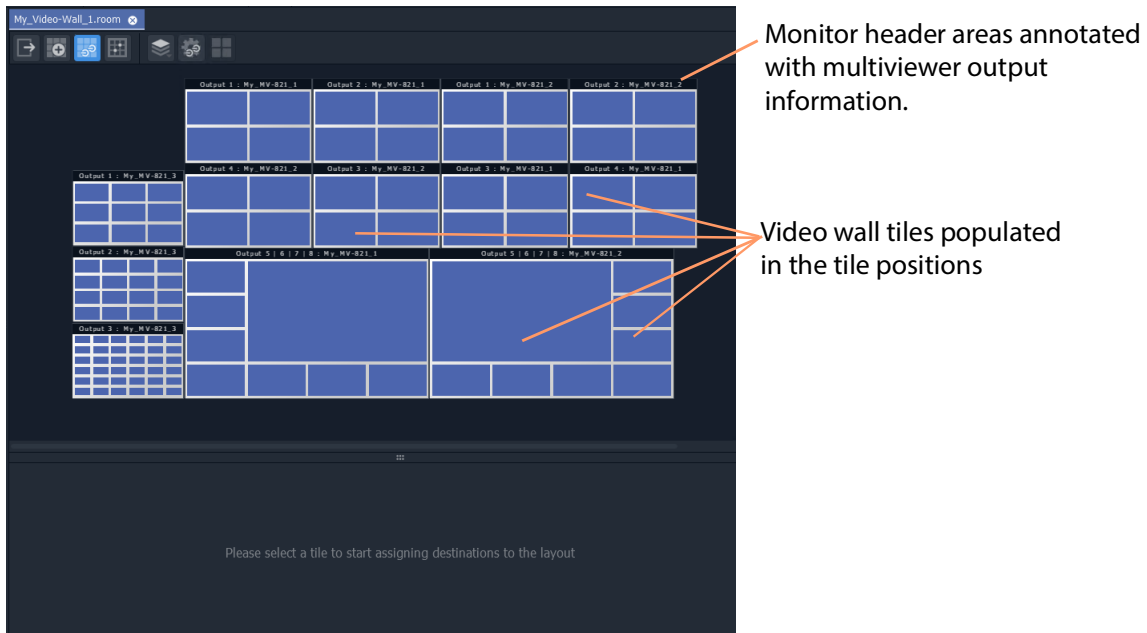 My_Video-Wall_1.room
Output 1 : My_MV-821_1
Output 2 : My_MV-821_1
Output 1 : My_MV-821_2
Output 2 : My_MV-821_2
Output 4 : My_MV-821_2
Output 3 : My_MV-821_2
Output 3 : My_MV-821_1
Output 4 : My_MV-821_1
Output 1 : My_MV-821_3
Output 2 : My_MV-821_3
Output 3 : My_MV-821_3
Output 5 | 6 | 7 | 8 : My_MV-821_1
Output 5 | 6 | 7 | 8 : My_MV-821_2
Please select a tile to start assigning destinations to the layout
Monitor header areas annotated
with multiviewer output
information.
Video wall tiles populated
in the tile positions